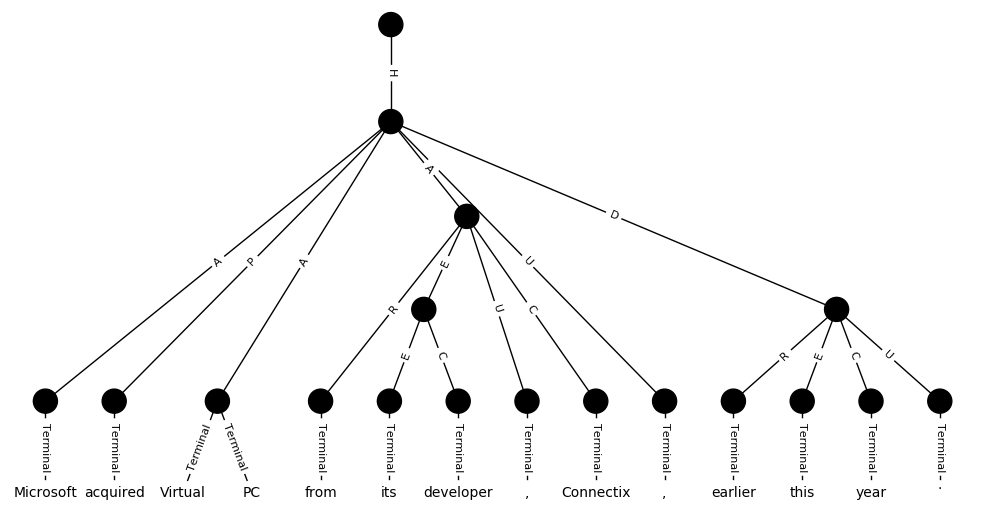 H
A
D
A
P
A
E
U
R
U
C
E
C
R
E
C
U
Terminal Terminal Terminal Terminal Terminal Terminal Terminal Terminal Terminal Terminal Terminal Terminal Terminal Terminal
Microsoft acquired Virtual PC from its developer , Connectix , earlier this year .